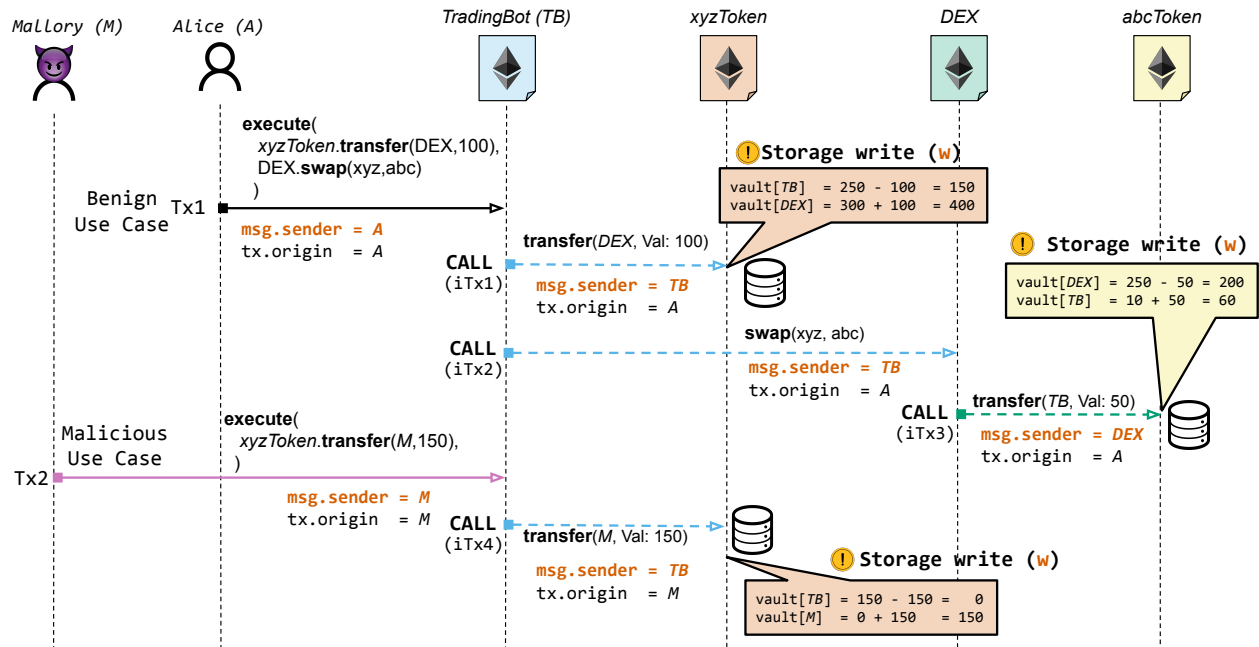 Mallory (M)
Alice (A)
TradingBot (TB)
xyzToken
DEX
abcToken
execute(
xyzToken.transfer(DEX,100),
DEX.swap(xyz,abc)
)
Benign
Use Case
Tx1
msg.sender = A
tx.origin = A
! Storage write (w)
vault[TB] = 250 - 100 = 150
vault[DEX] = 300 + 100 = 400
CALL
(iTx1)
transfer(DEX, Val: 100)
msg.sender = TB
tx.origin = A
! Storage write (w)
vault[DEX] = 250 - 50 = 200
vault[TB] = 10 + 50 = 60
CALL
(iTx2)
swap(xyz, abc)
msg.sender = TB
tx.origin = A
CALL
(iTx3)
transfer(TB, Val: 50)
msg.sender = DEX
tx.origin = A
Malicious
Use Case
Tx2
execute(
xyzToken.transfer(M,150),
)
msg.sender = M
tx.origin = M
CALL
(iTx4)
transfer(M, Val: 150)
msg.sender = TB
tx.origin = M
! Storage write (w)
vault[TB] = 150 - 150 = 0
vault[M] = 0 + 150 = 150